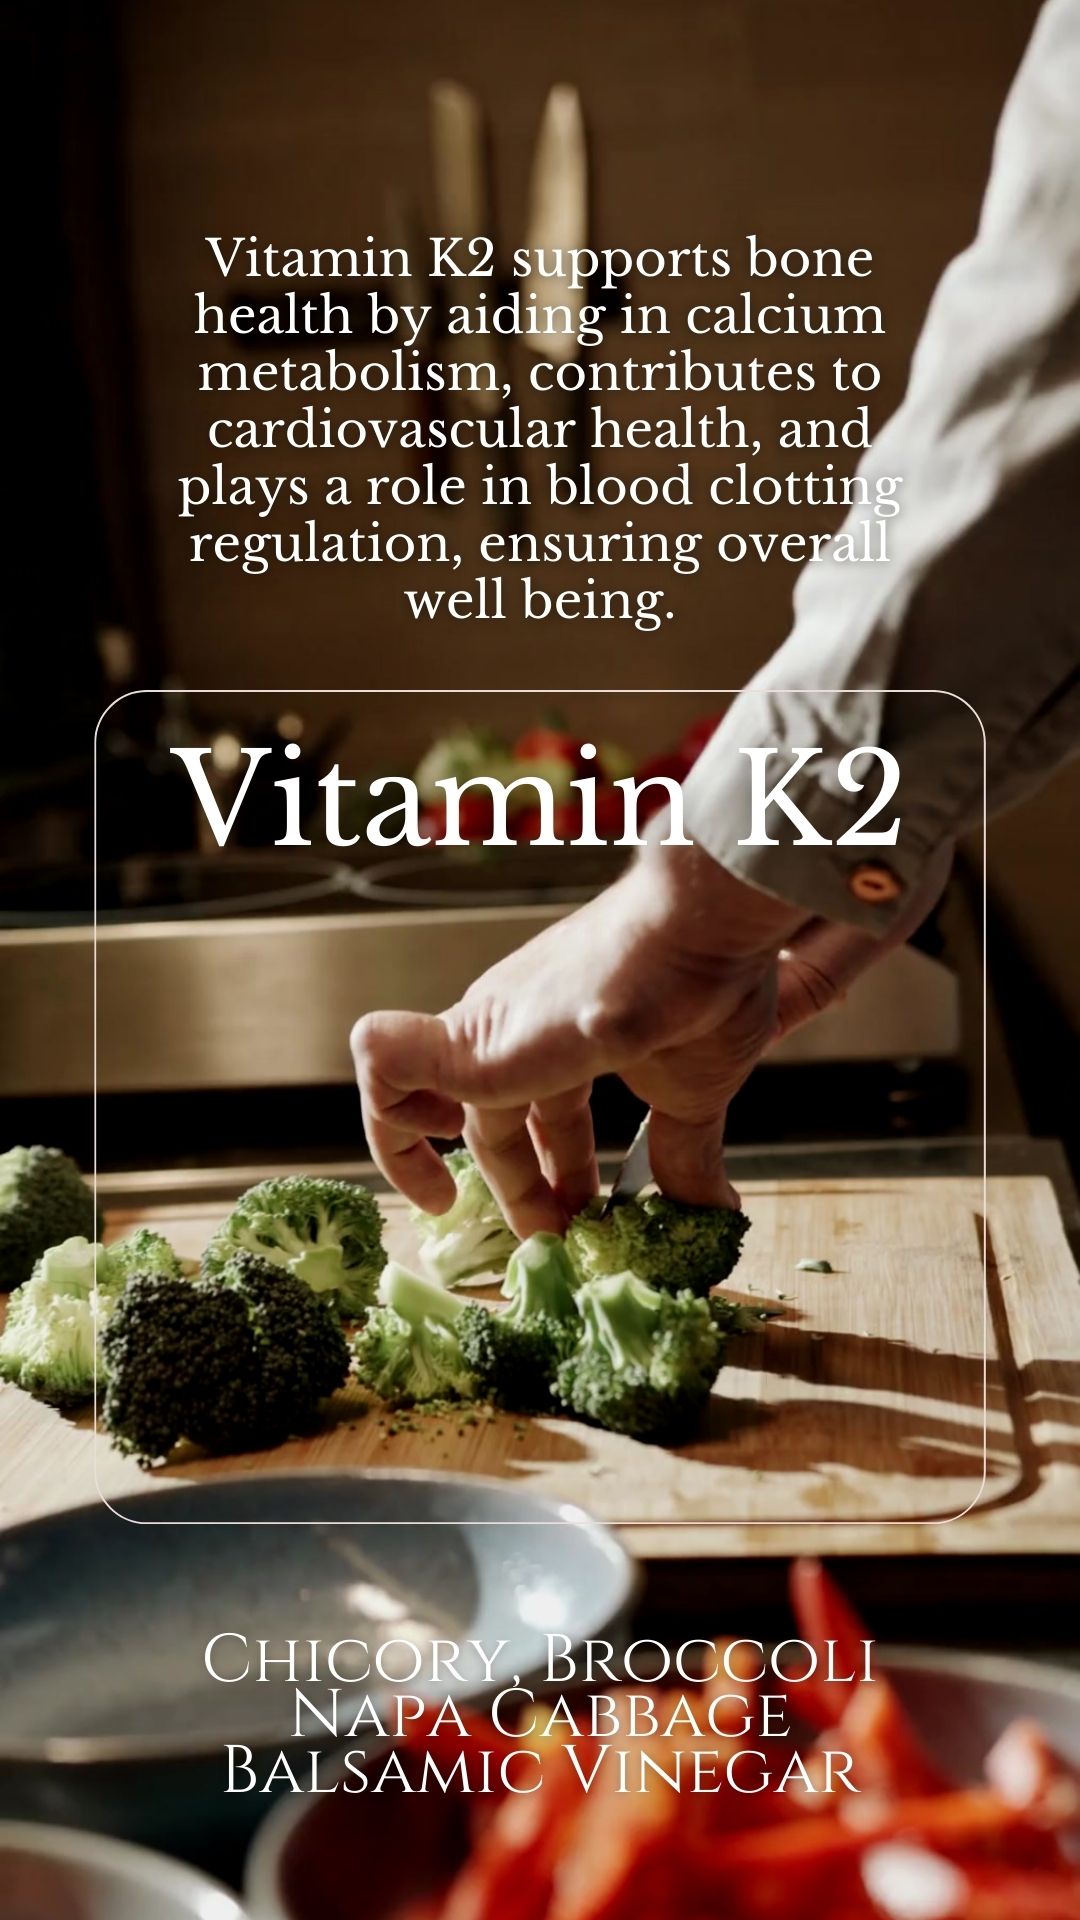 Vitamin K2 supports bone
health by aiding in calcium
metabolism, contributes to
cardiovascular health, and
plays a role in blood clotting
regulation, ensuring overall
well being.
Vitamin K2
Chicory, Broccoli
Napa Cabbage
Balsamic Vinegar